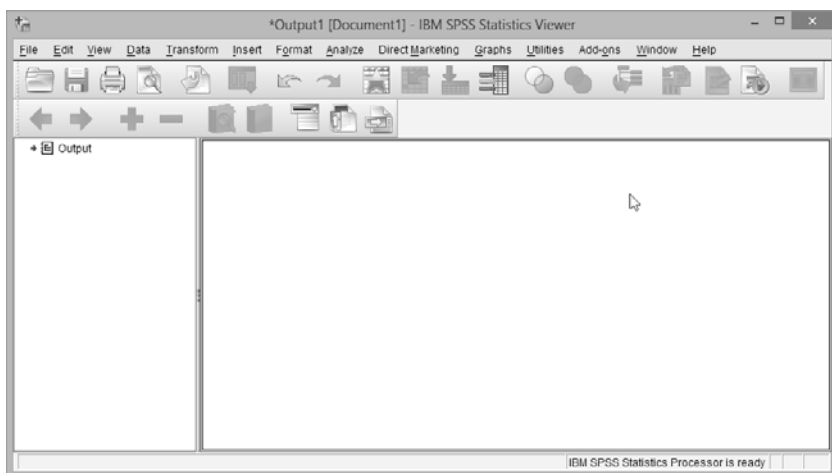 *Output1 [Document1] - IBM SPSS Statistics Viewer
File Edit View Data Transform Insert Format Analyze Direct Marketing Graphs Utilities Add-ons Window Help
Output
IBM SPSS Statistics Processor is ready